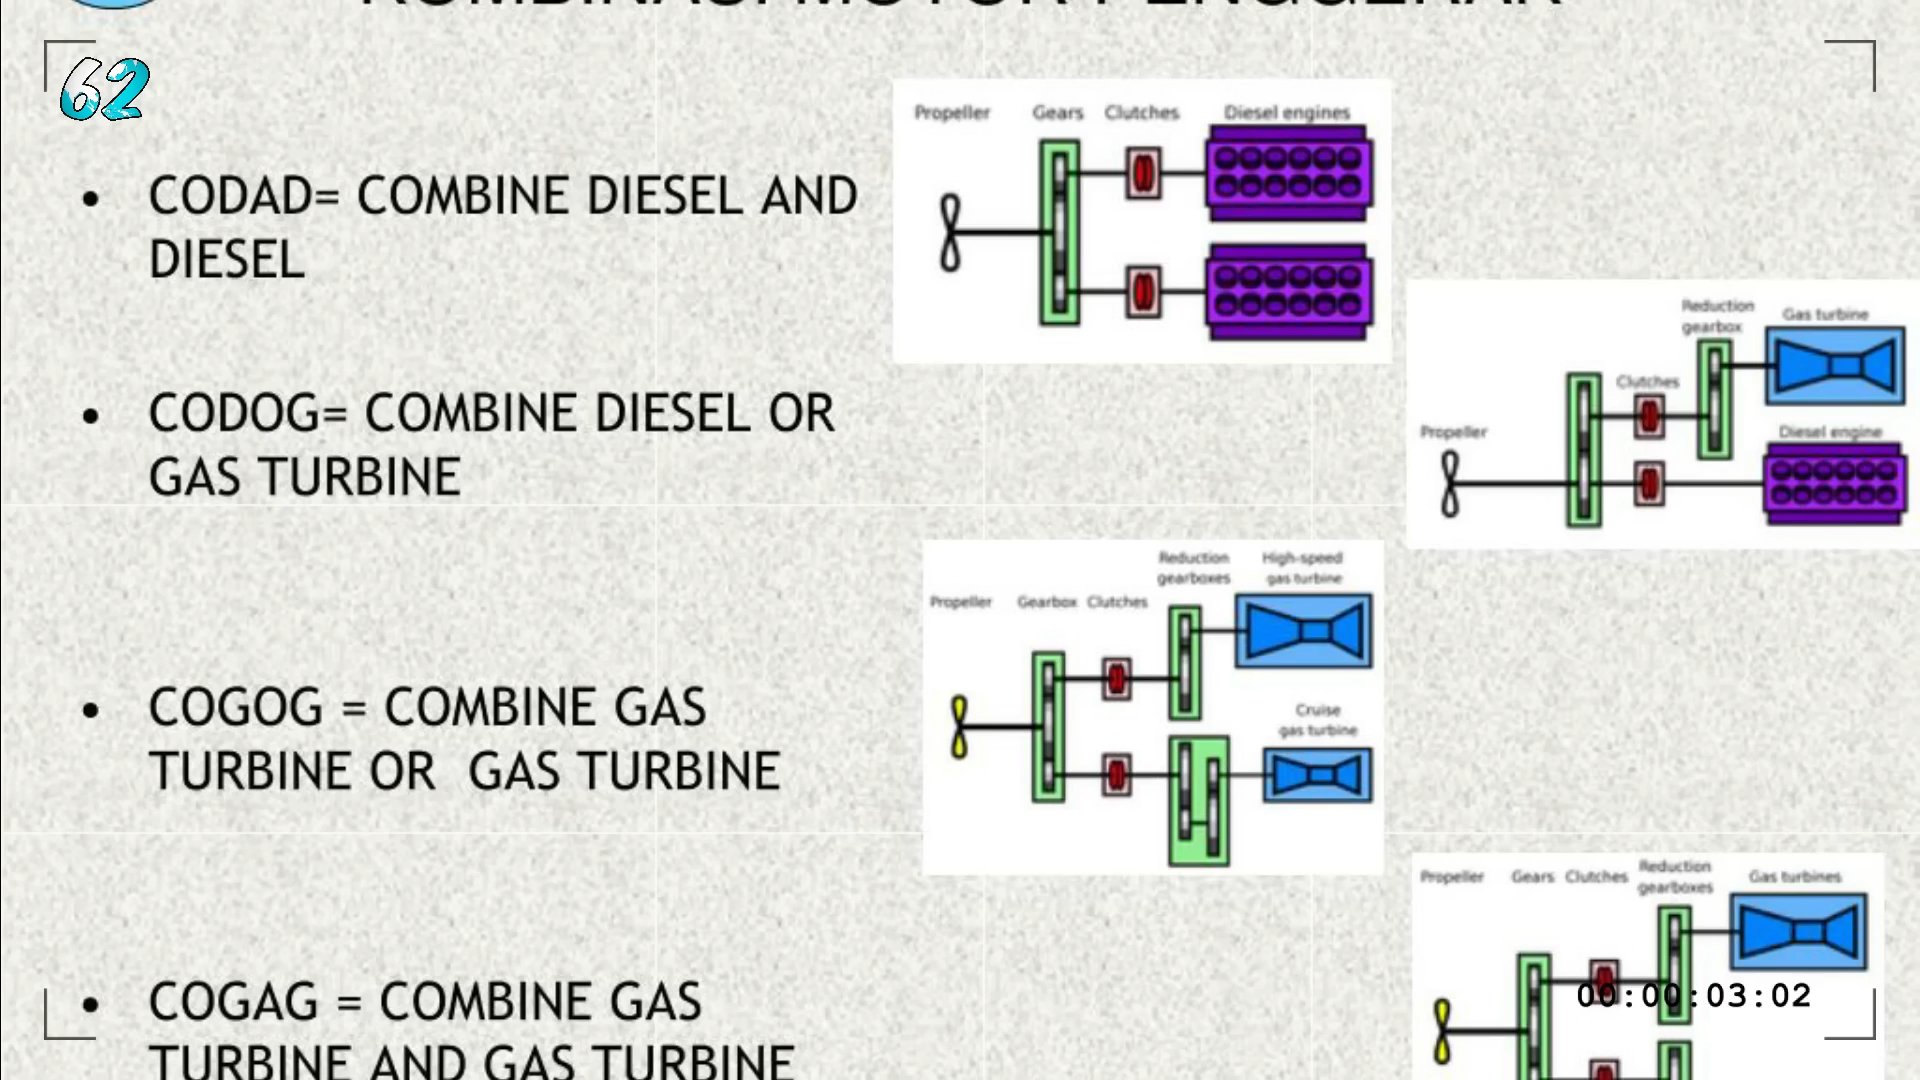 KOMBINASI MOTOR PENGGERAK
62
• CODAD= COMBINE DIESEL AND
DIESEL
• CODOG= COMBINE DIESEL OR
GAS TURBINE
• COGOG = COMBINE GAS
TURBINE OR GAS TURBINE
• COGAG = COMBINE GAS
TURBINE AND GAS TURBINE
Propeller Gears Clutches Diesel engines
Reduction
gearbox
Gas turbine
Clutches
Propeller
Diesel engine
Reduction
gearboxes
High-speed
gas turbine
Propeller Gearbox Clutches
Cruise
gas turbine
Propeller Gears Clutches
Reduction
gearboxes
Gas turbines
00:00:03:02